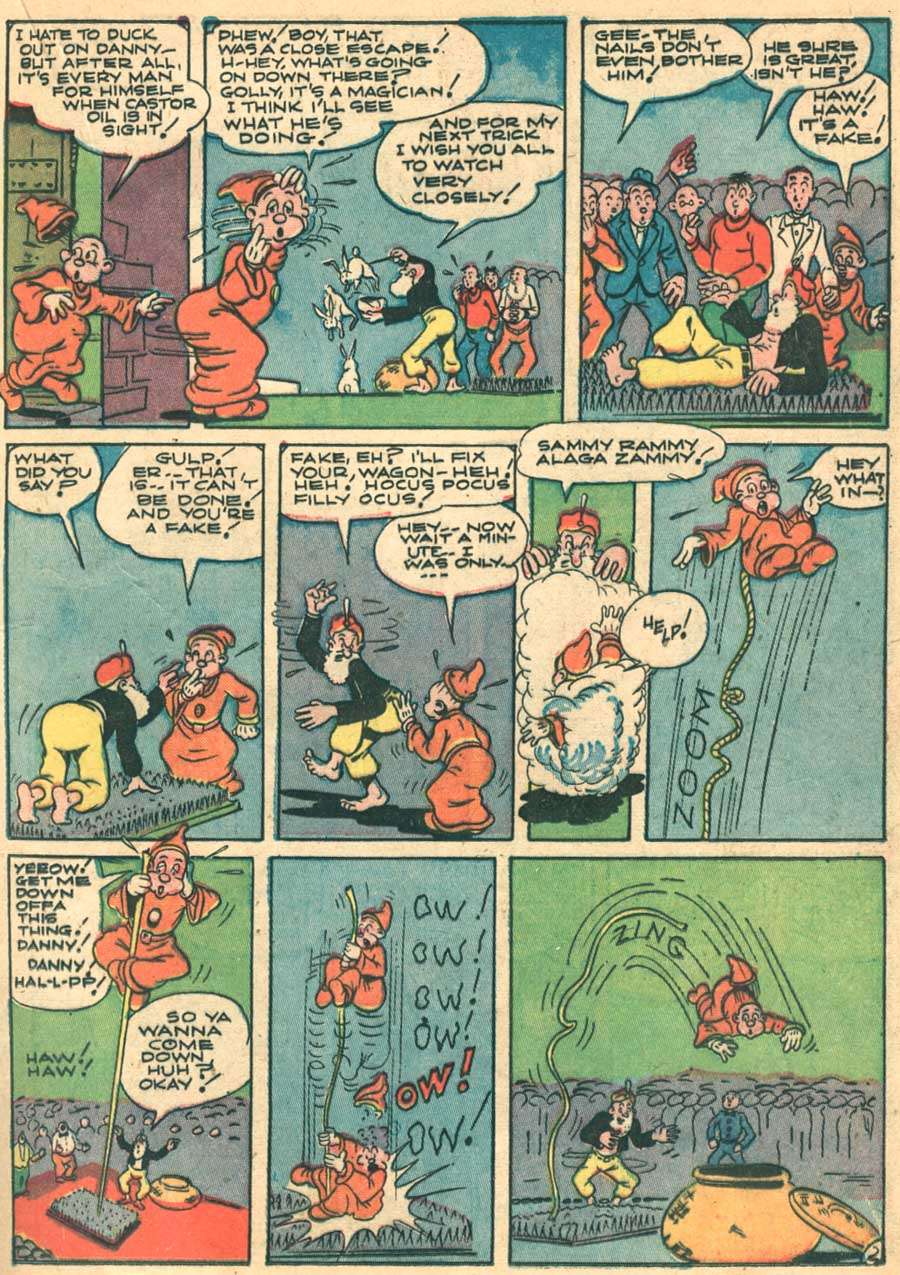 I HATE TO DUCK
OUT ON DANNY—
BUT AFTER ALL,
IT'S EVERY MAN
FOR HIMSELF
WHEN CASTOR
OIL IS IN
SIGHT!
PHEW! BOY, THAT
WAS A CLOSE ESCAPE!
H-HEY, WHAT'S GOING
ON DOWN THERE?
GOLLY, IT'S A MAGICIAN!
I THINK I'LL SEE
WHAT HE'S
DOING!
AND FOR MY
NEXT TRICK
I WISH YOU ALL
TO WATCH
VERY
CLOSELY!
GEE-THE
NAILS DON'T
EVEN BOTHER
HIM!
HE SURE
IS GREAT,
ISN'T HE?
HAW!
HAW!
IT'S A
FAKE!
WHAT
DID YOU
SAY?
GULP!
ER--THAT
IS--IT CAN'T
BE DONE!
AND YOU'RE
A FAKE!
FAKE, EH? I'LL FIX
YOUR WAGON-HEH!
HEH! HOCUS POCUS
FILLY OCUS!
HEY-- NOW
WAIT A MIN-
UTE-- I
WAS ONLY--
---
SAMMY RAMMY
ALAGA ZAMMY!
HELP!
HEY
WHAT
IN—?
ZOOM
YEEOW!
GET ME
DOWN
OFFA
THIS
THING!
DANNY!
DANNY!
HAL-L-PP!
HAW!
HAW!
SO YA
WANNA
COME
DOWN,
HUH?
OKAY!
OW!
OW!
OW!
OW!
OW!
OW!
ZING
2